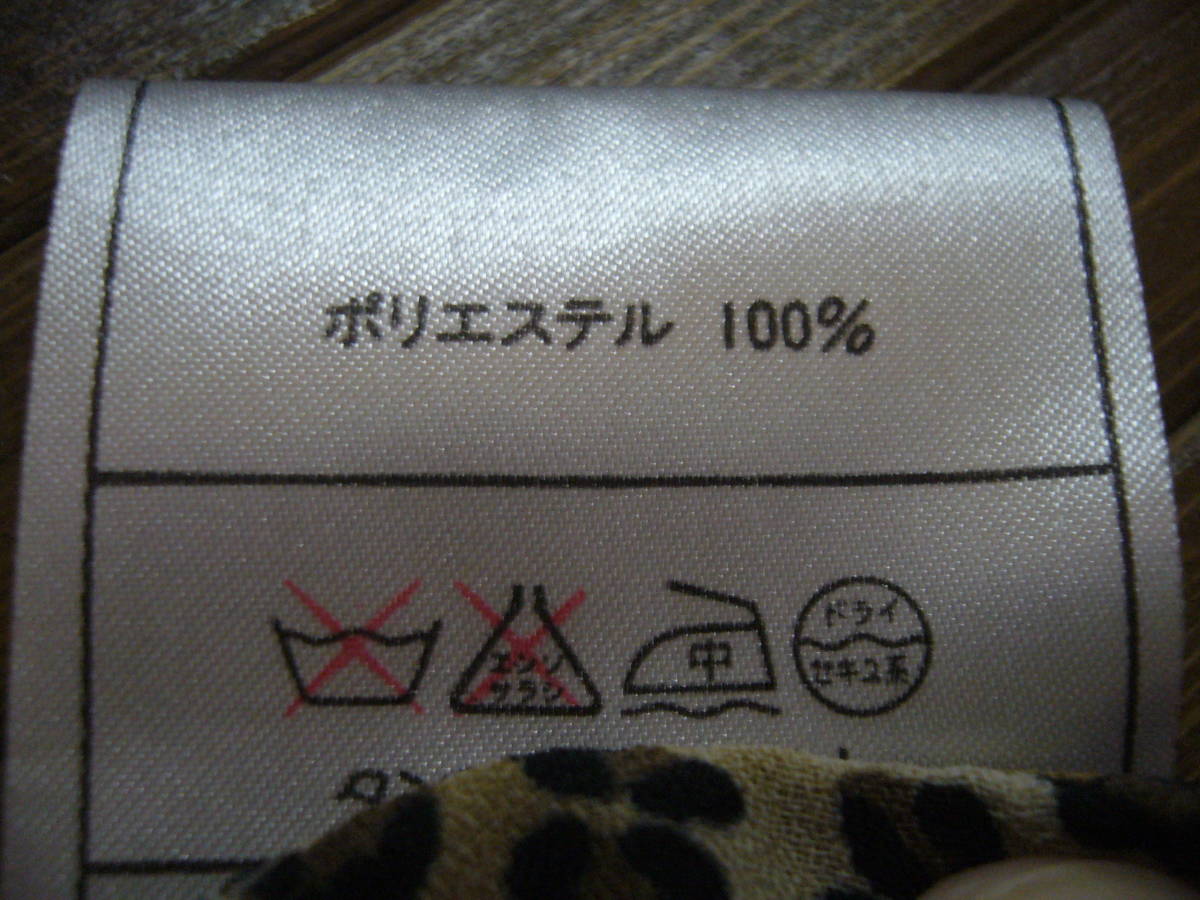 ポリエステル 100%
エンソ
サラシ
中
ドライ
セキユ系